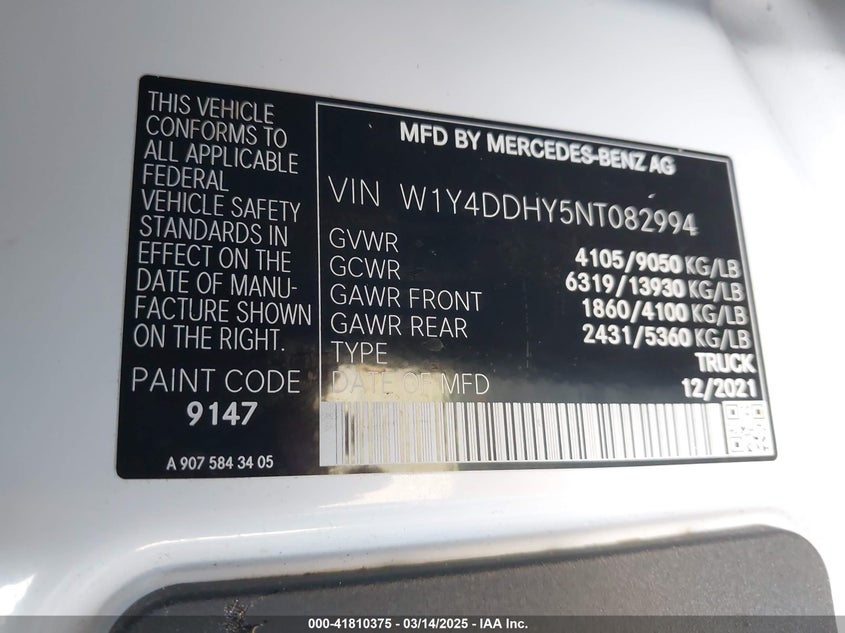 THIS VEHICLE
CONFORMS TO
ALL APPLICABLE
FEDERAL
VEHICLE SAFETY
STANDARDS IN
EFFECT ON THE
DATE OF MANU-
FACTURE SHOWN
ON THE RIGHT.
PAINT CODE
9147
A 907 584 34 05
MFD BY MERCEDES-BENZ AG
VIN W1Y4DDHY5NT082994
GVWR 4105/9050 KG/LB
GCWR 6319/13930 KG/LB
GAWR FRONT 1860/4100 KG/LB
GAWR REAR 2431/5360 KG/LB
TYPE TRUCK
DATE OF MFD 12/2021
000-41810375 - 03/14/2025 - IAA Inc.